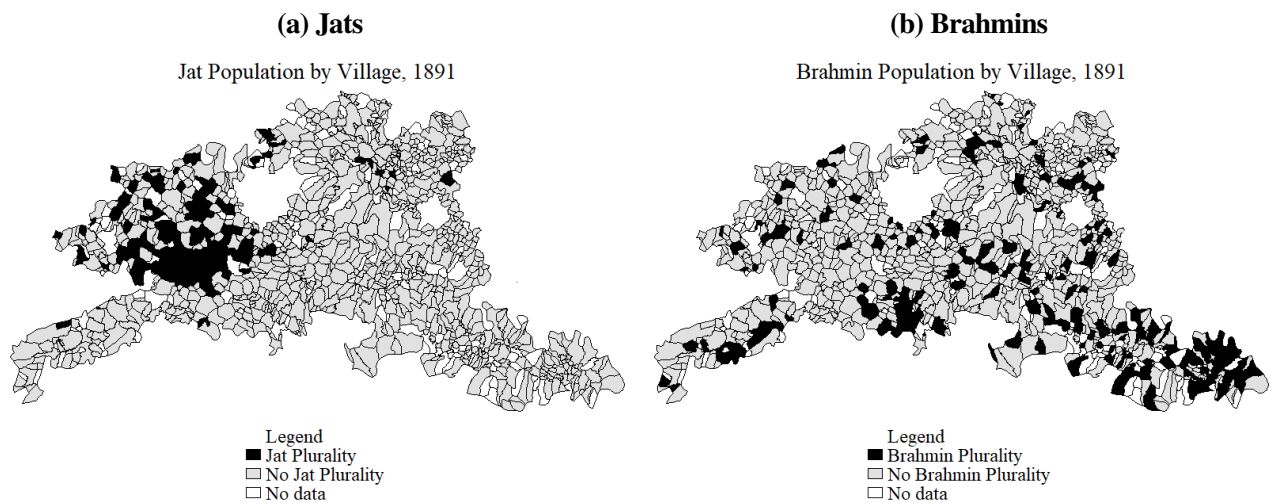 (a) Jats
Jat Population by Village, 1891
Legend
Jat Plurality
No Jat Plurality
No data
(b) Brahmins
Brahmin Population by Village, 1891
Legend
Brahmin Plurality
No Brahmin Plurality
No data